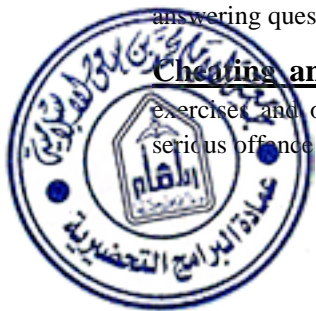 answering ques
Cheating an
exercises and o
serious offence
جامعة الإمام محمد بن سعود الإسلامية
عمادة البرامج التحضيرية